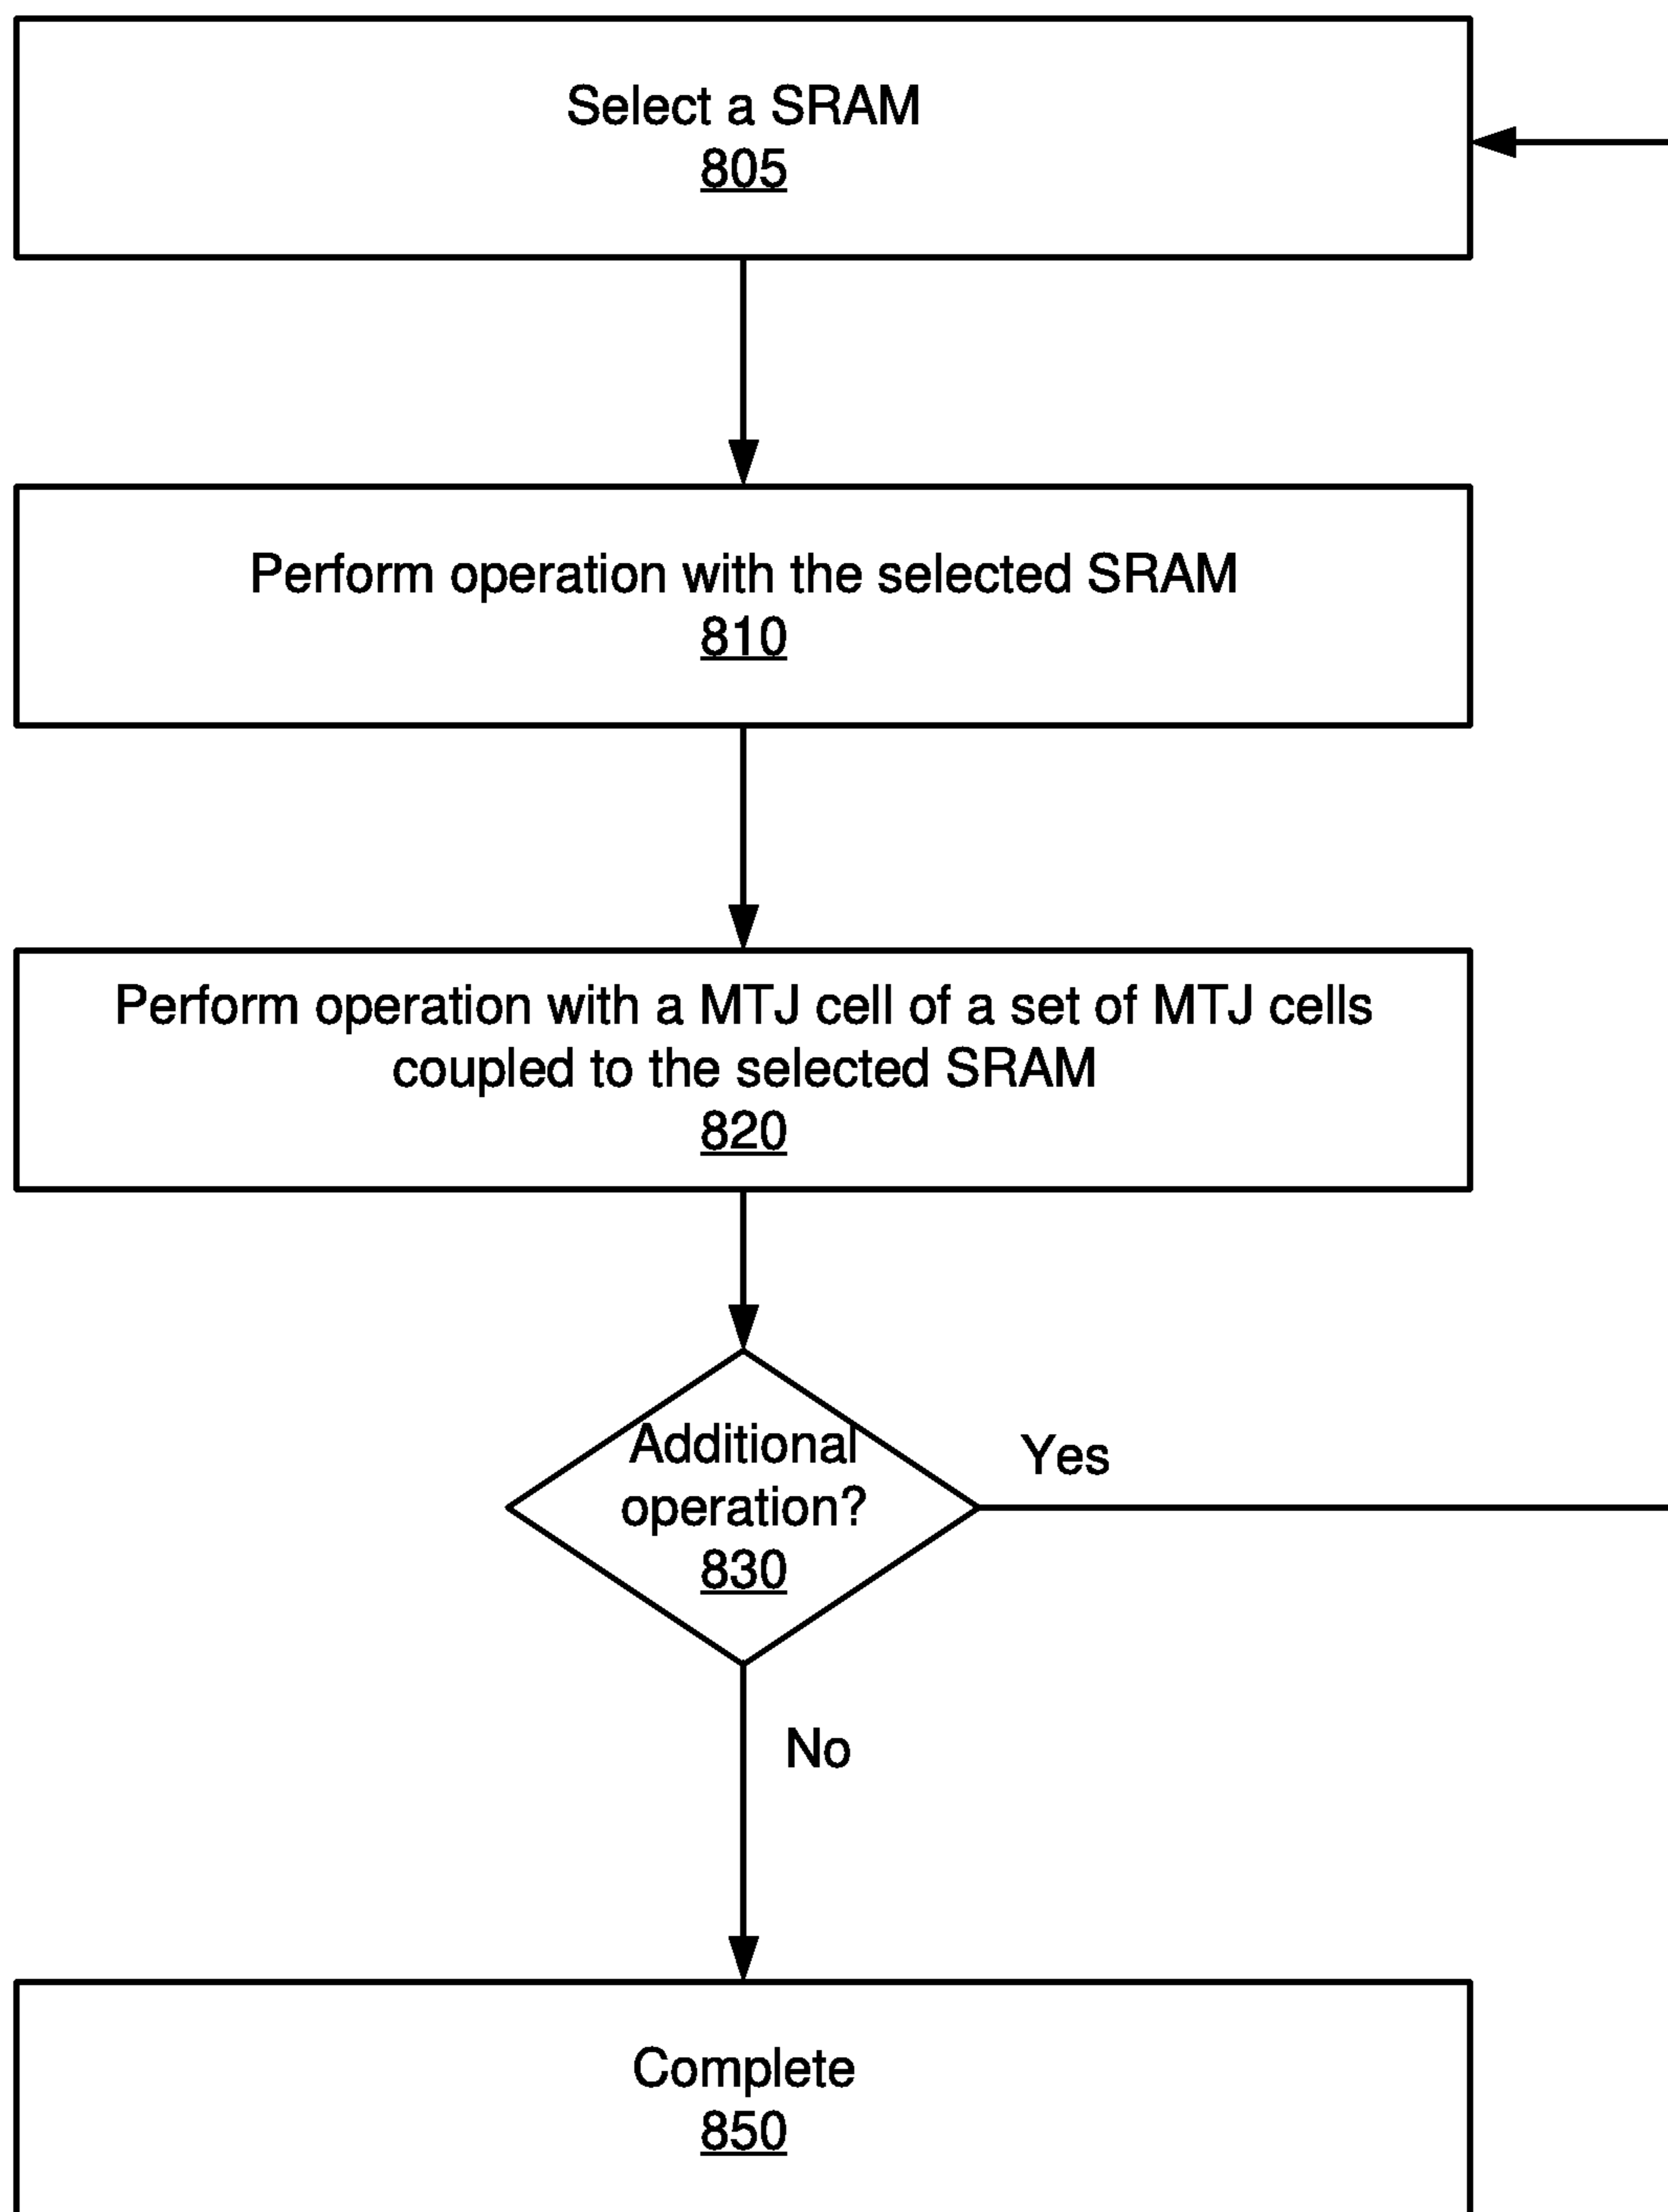 Select a SRAM
805
Perform operation with the selected SRAM
810
Perform operation with a MTJ cell of a set of MTJ cells
coupled to the selected SRAM
820
Additional
operation?
830
Yes
No
Complete
850